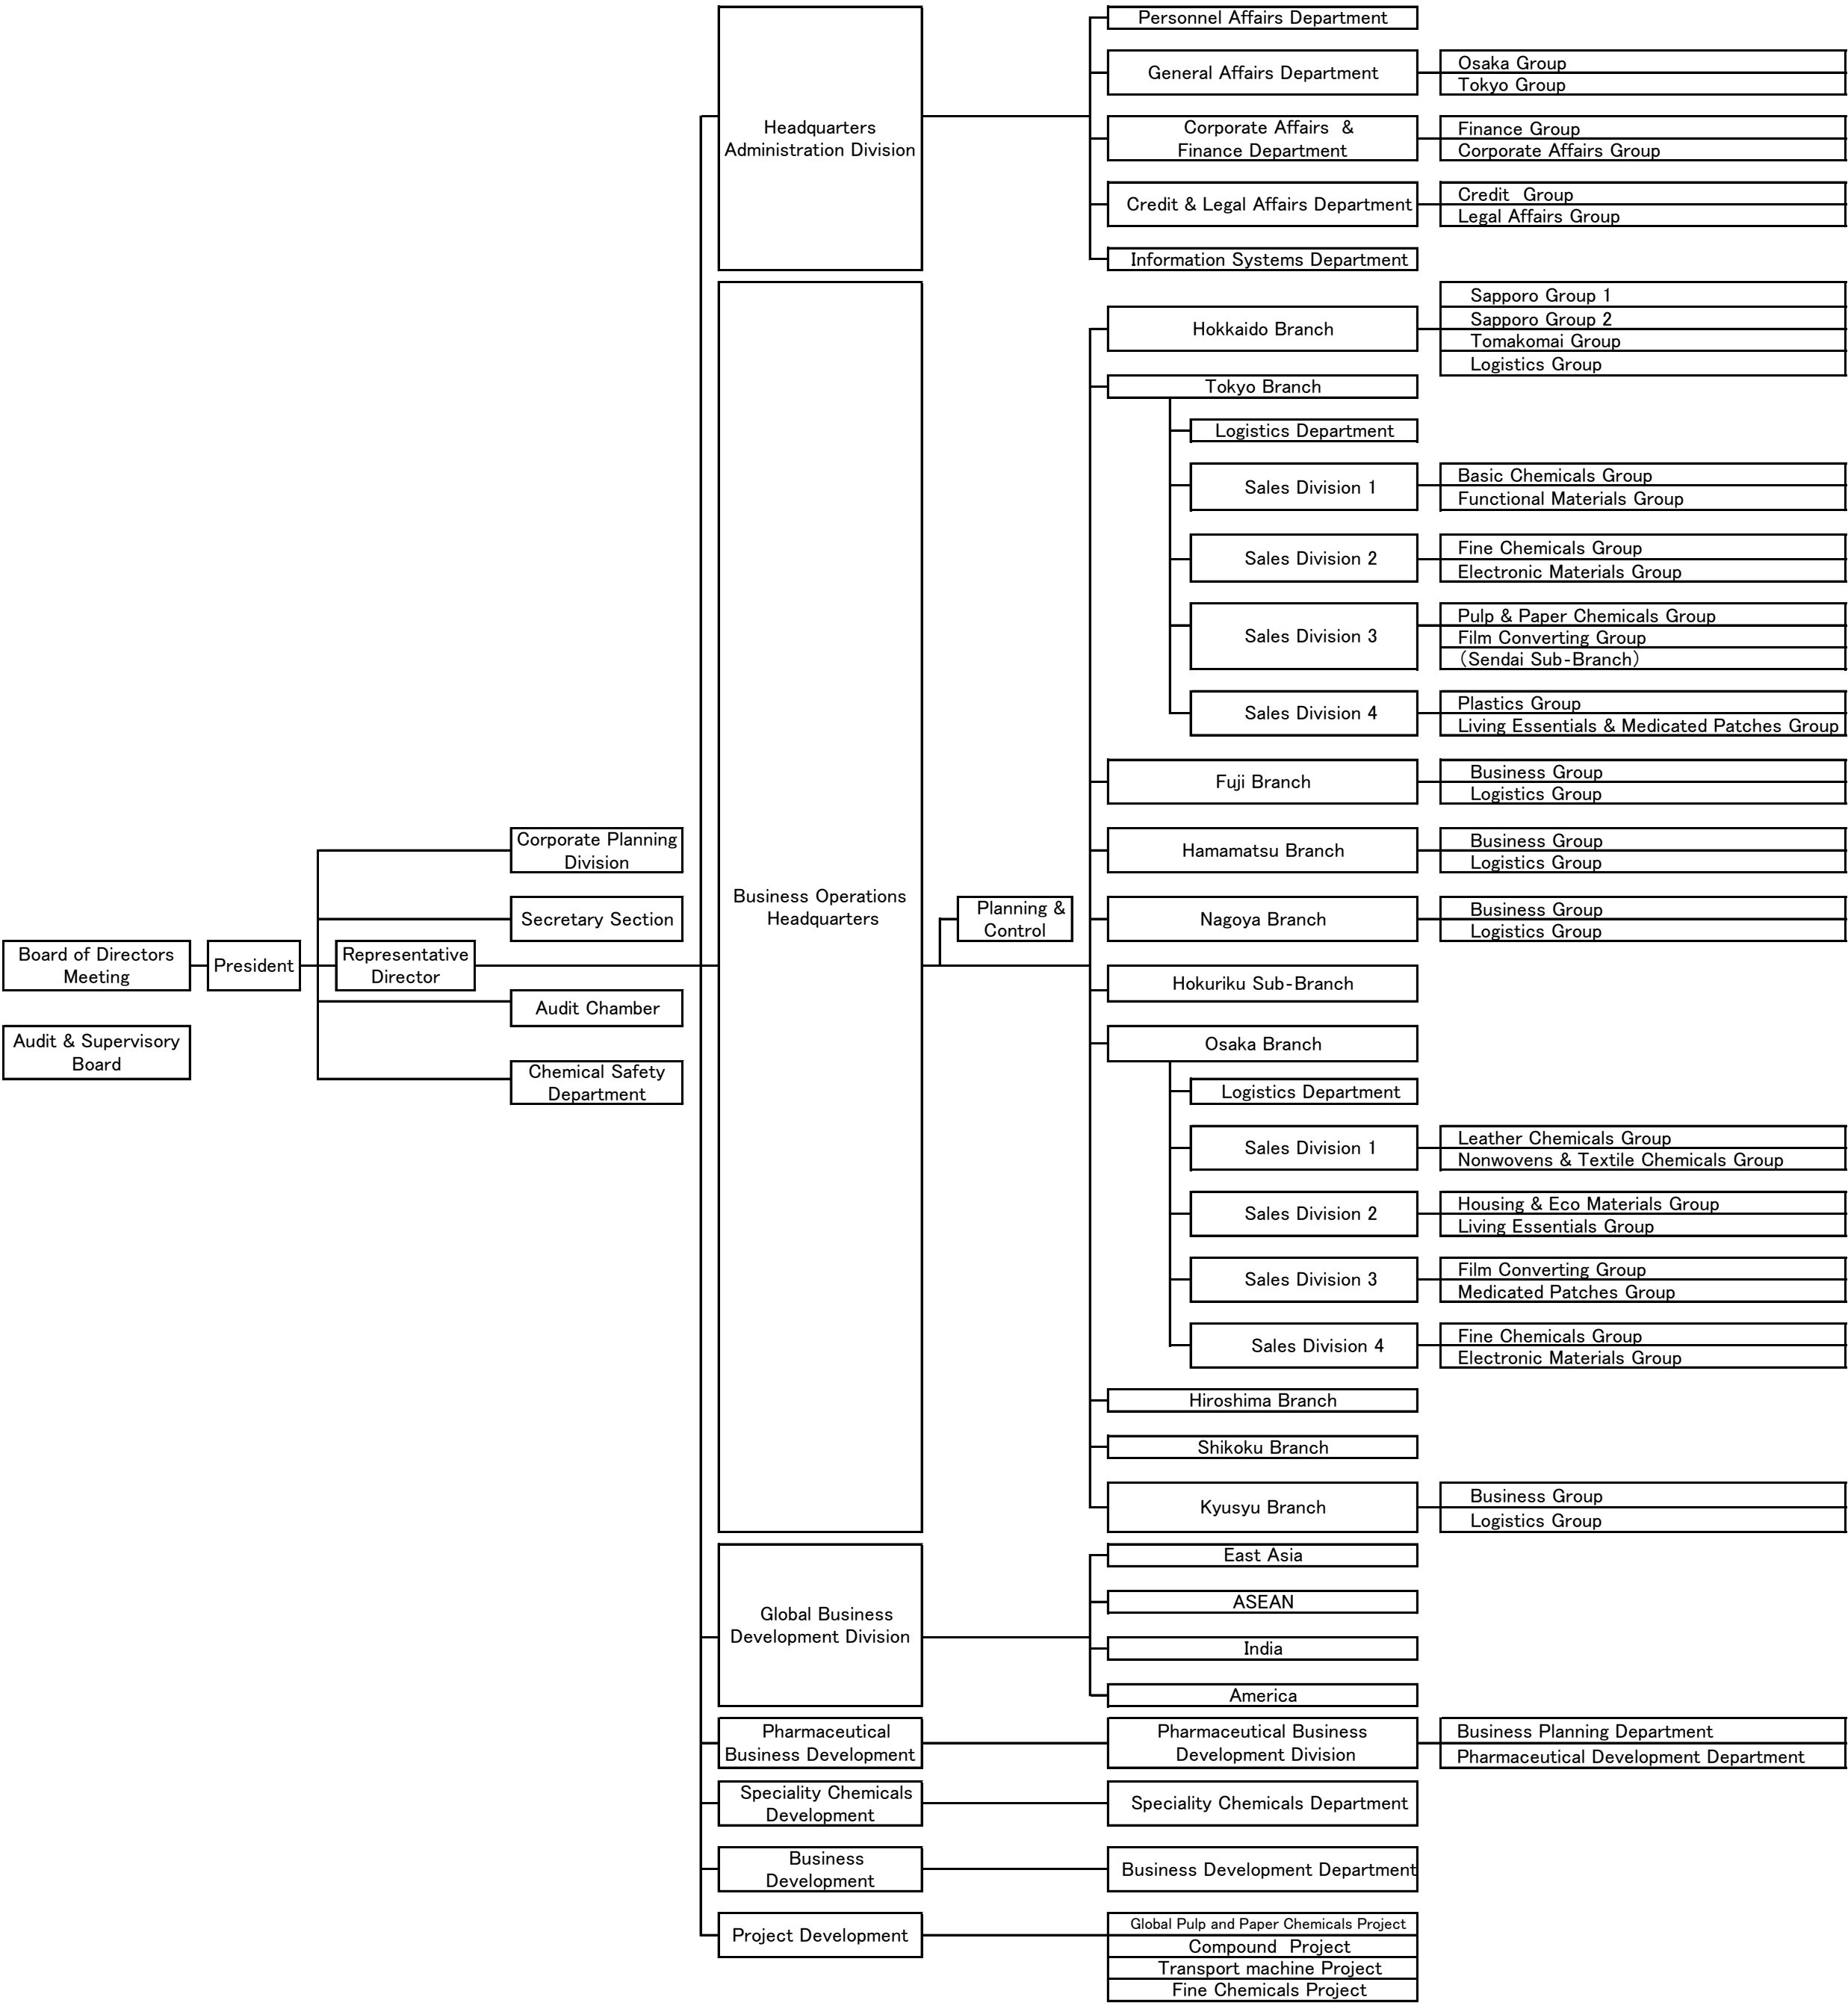 Board of Directors
Meeting
Audit & Supervisory
Board
President
Representative
Director
Corporate Planning
Division
Secretary Section
Audit Chamber
Chemical Safety
Department
Headquarters
Administration Division
Personnel Affairs Department
General Affairs Department
Osaka Group
Tokyo Group
Corporate Affairs &
Finance Department
Finance Group
Corporate Affairs Group
Credit & Legal Affairs Department
Credit Group
Legal Affairs Group
Information Systems Department
Business Operations
Headquarters
Planning &
Control
Hokkaido Branch
Sapporo Group 1
Sapporo Group 2
Tomakomai Group
Logistics Group
Tokyo Branch
Logistics Department
Sales Division 1
Basic Chemicals Group
Functional Materials Group
Sales Division 2
Fine Chemicals Group
Electronic Materials Group
Sales Division 3
Pulp & Paper Chemicals Group
Film Converting Group
(Sendai Sub-Branch)
Sales Division 4
Plastics Group
Living Essentials & Medicated Patches Group
Fuji Branch
Business Group
Logistics Group
Hamamatsu Branch
Business Group
Logistics Group
Nagoya Branch
Business Group
Logistics Group
Hokuriku Sub-Branch
Osaka Branch
Logistics Department
Sales Division 1
Leather Chemicals Group
Nonwovens & Textile Chemicals Group
Sales Division 2
Housing & Eco Materials Group
Living Essentials Group
Sales Division 3
Film Converting Group
Medicated Patches Group
Sales Division 4
Fine Chemicals Group
Electronic Materials Group
Hiroshima Branch
Shikoku Branch
Kyusyu Branch
Business Group
Logistics Group
Global Business
Development Division
East Asia
ASEAN
India
America
Pharmaceutical
Business Development
Pharmaceutical Business
Development Division
Business Planning Department
Pharmaceutical Development Department
Speciality Chemicals
Development
Speciality Chemicals Department
Business
Development
Business Development Department
Project Development
Global Pulp and Paper Chemicals Project
Compound Project
Transport machine Project
Fine Chemicals Project